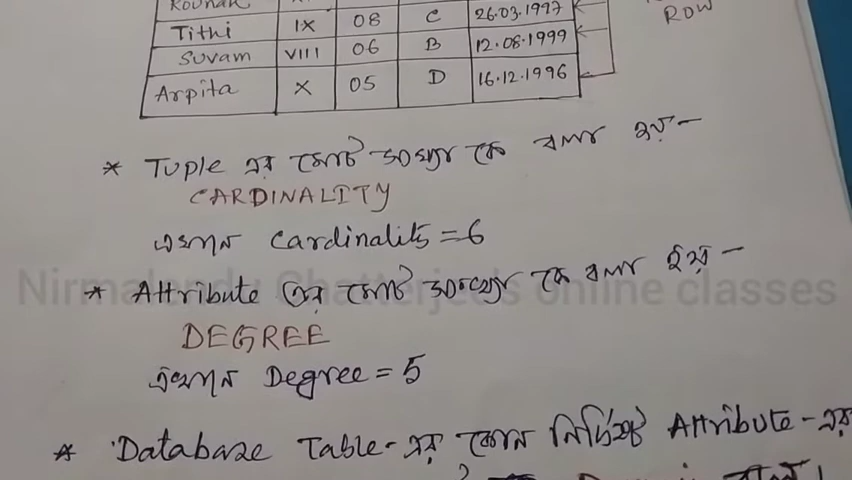 Tithi IX 08 C 26.03.1997
ROW
Suvam VIII 06 B 12.08.1999
Arpita X 05 D 16.12.1996
* Tuple এর মোট সংখ্যা কে বলা হয় -
CARDINALITY
এখানে Cardinality = 6
* Attribute এর মোট সংখ্যা কে বলা হয় -
Nirmalendu Chatterjee's online classes
DEGREE
এখানে Degree = 5
* Database Table-এর কোন নির্দিষ্ট Attribute-এর